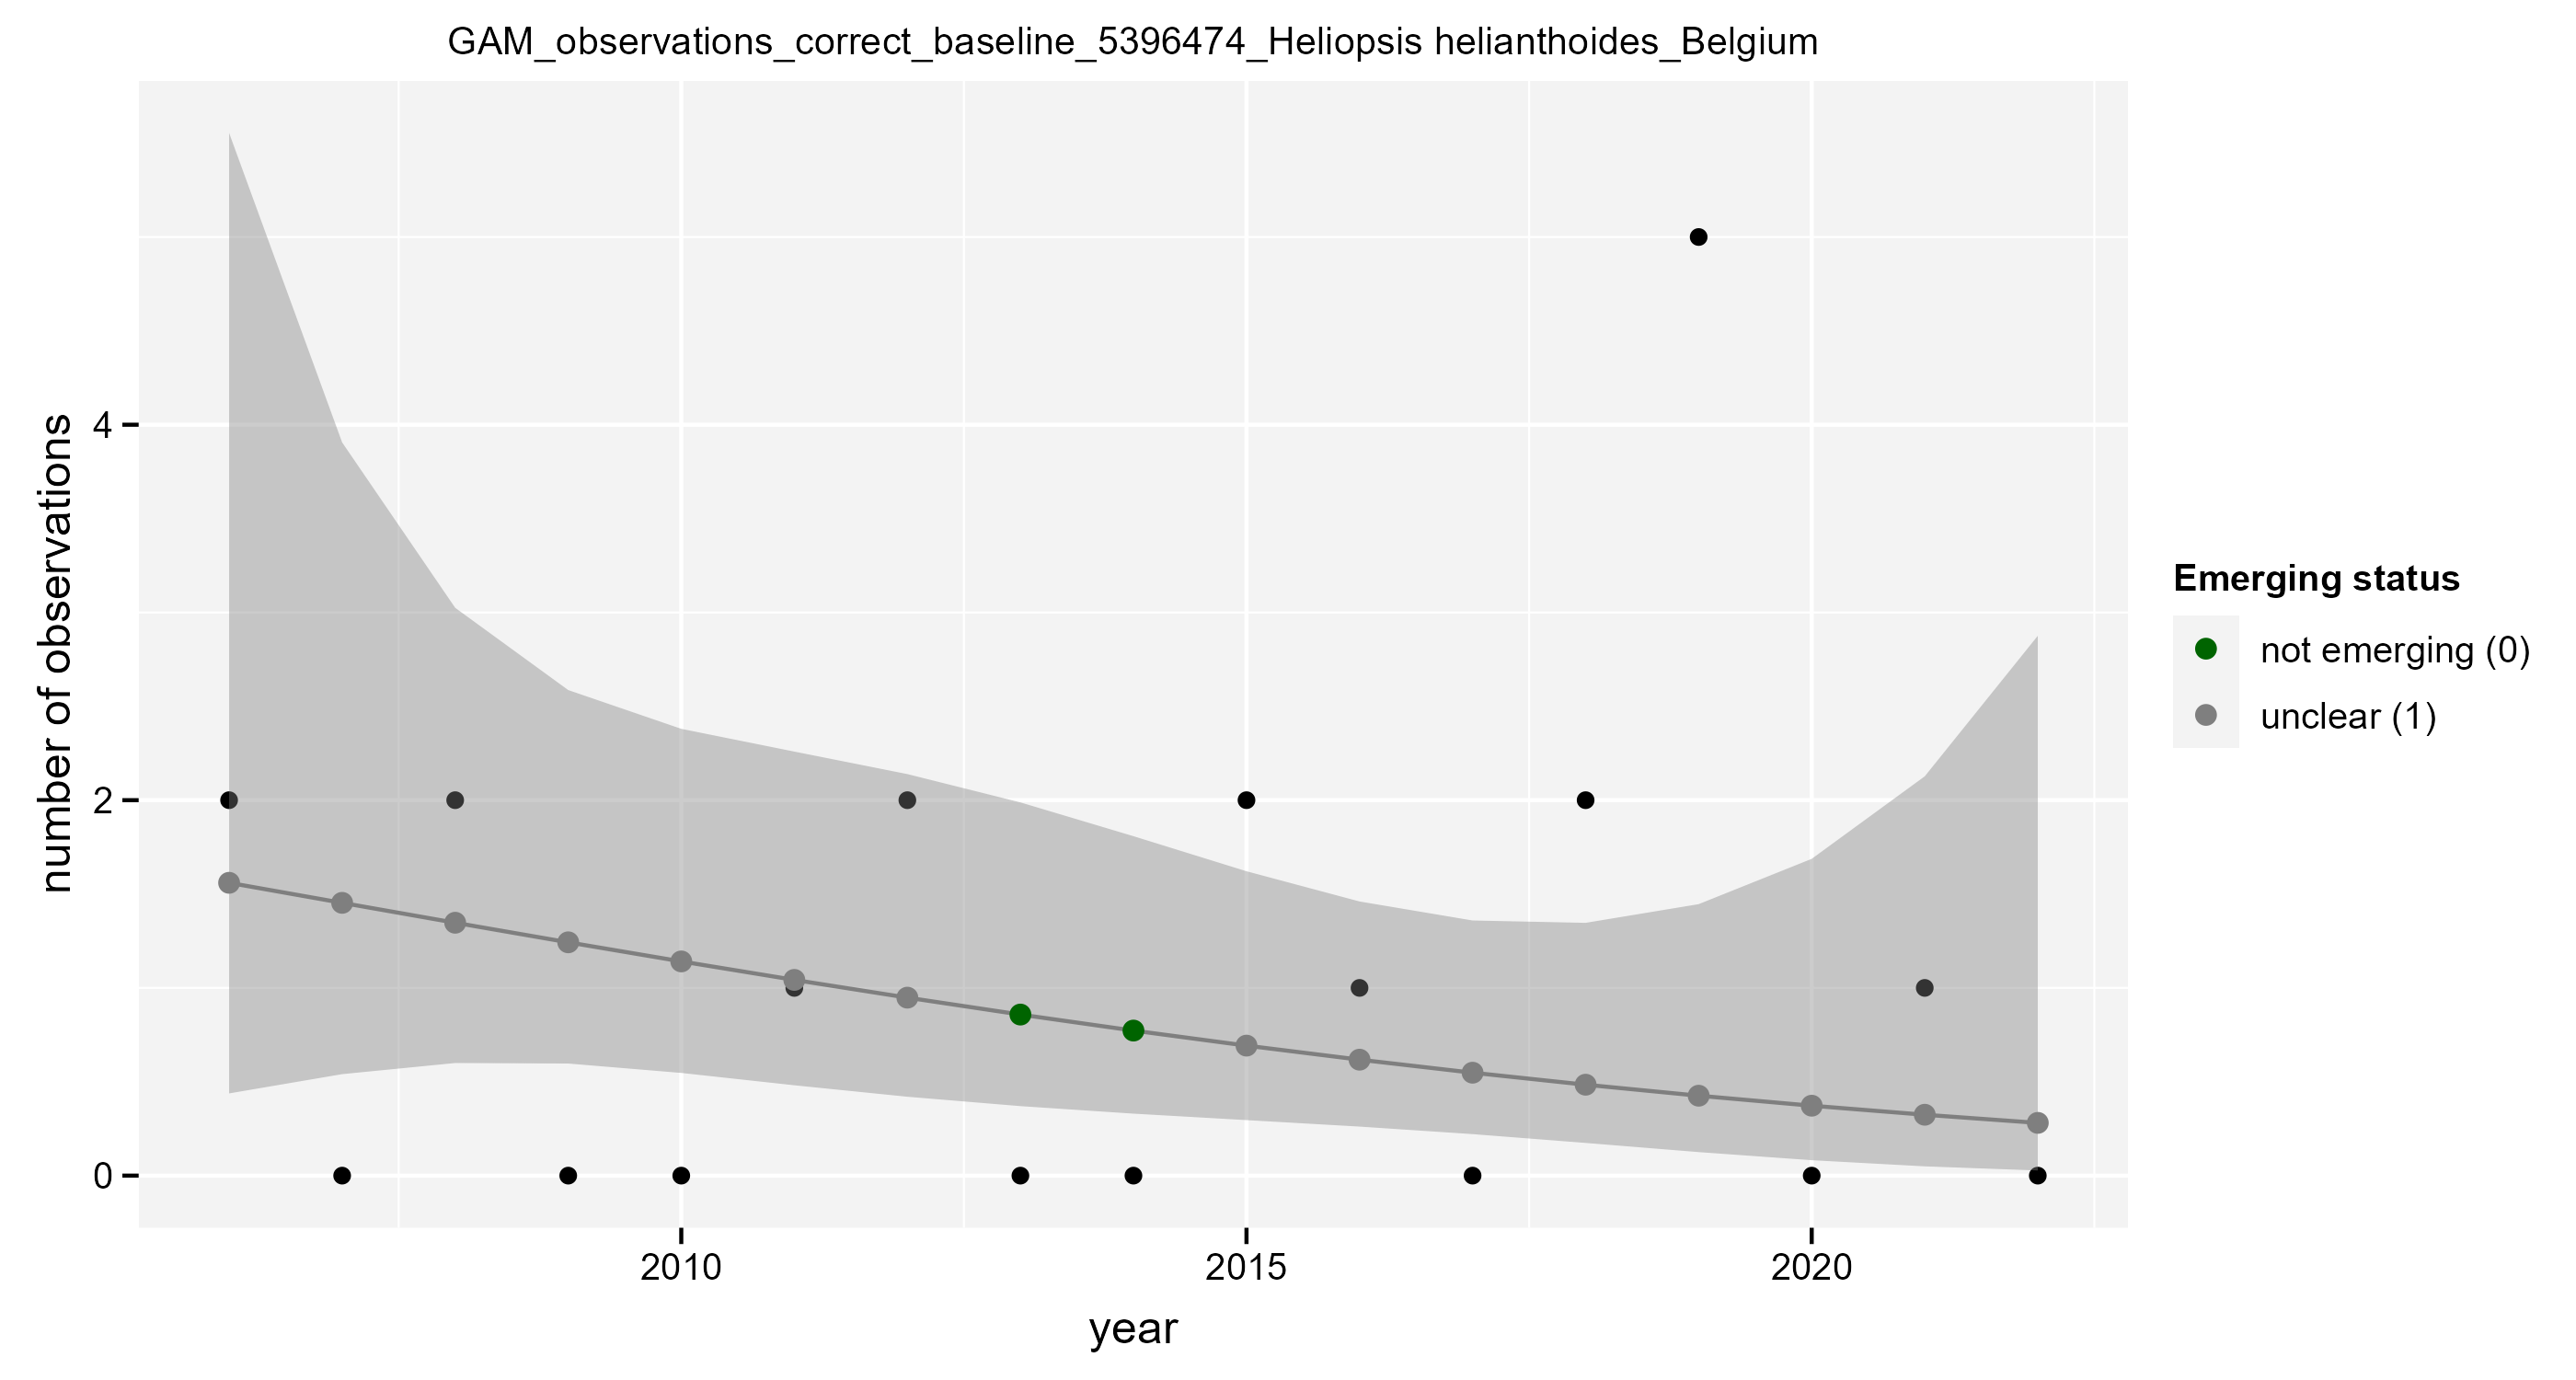 GAM_observations_correct_baseline_5396474_Heliopsis helianthoides_Belgium
number of observations
4
2
0
2010
2015
2020
year
Emerging status
not emerging (0)
unclear (1)